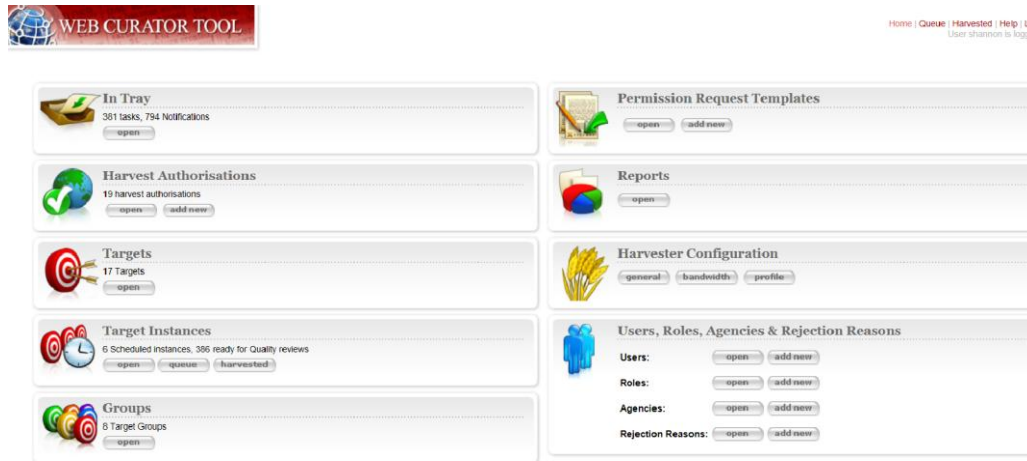 WEB CURATOR TOOL
Home | Queue | Harvested | Help |
User shannon is
In Tray
381 tasks, 794 Notifications
open
Harvest Authorisations
19 harvest authorisations
open add new
Targets
17 Targets
open
Target Instances
6 Scheduled instances, 386 ready for Quality reviews
open queue harvested
Groups
8 Target Groups
open
Permission Request Templates
open add new
Reports
open
Harvester Configuration
general bandwidth profile
Users, Roles, Agencies & Rejection Reasons
Users: open add new
Roles: open add new
Agencies: open add new
Rejection Reasons: open add new